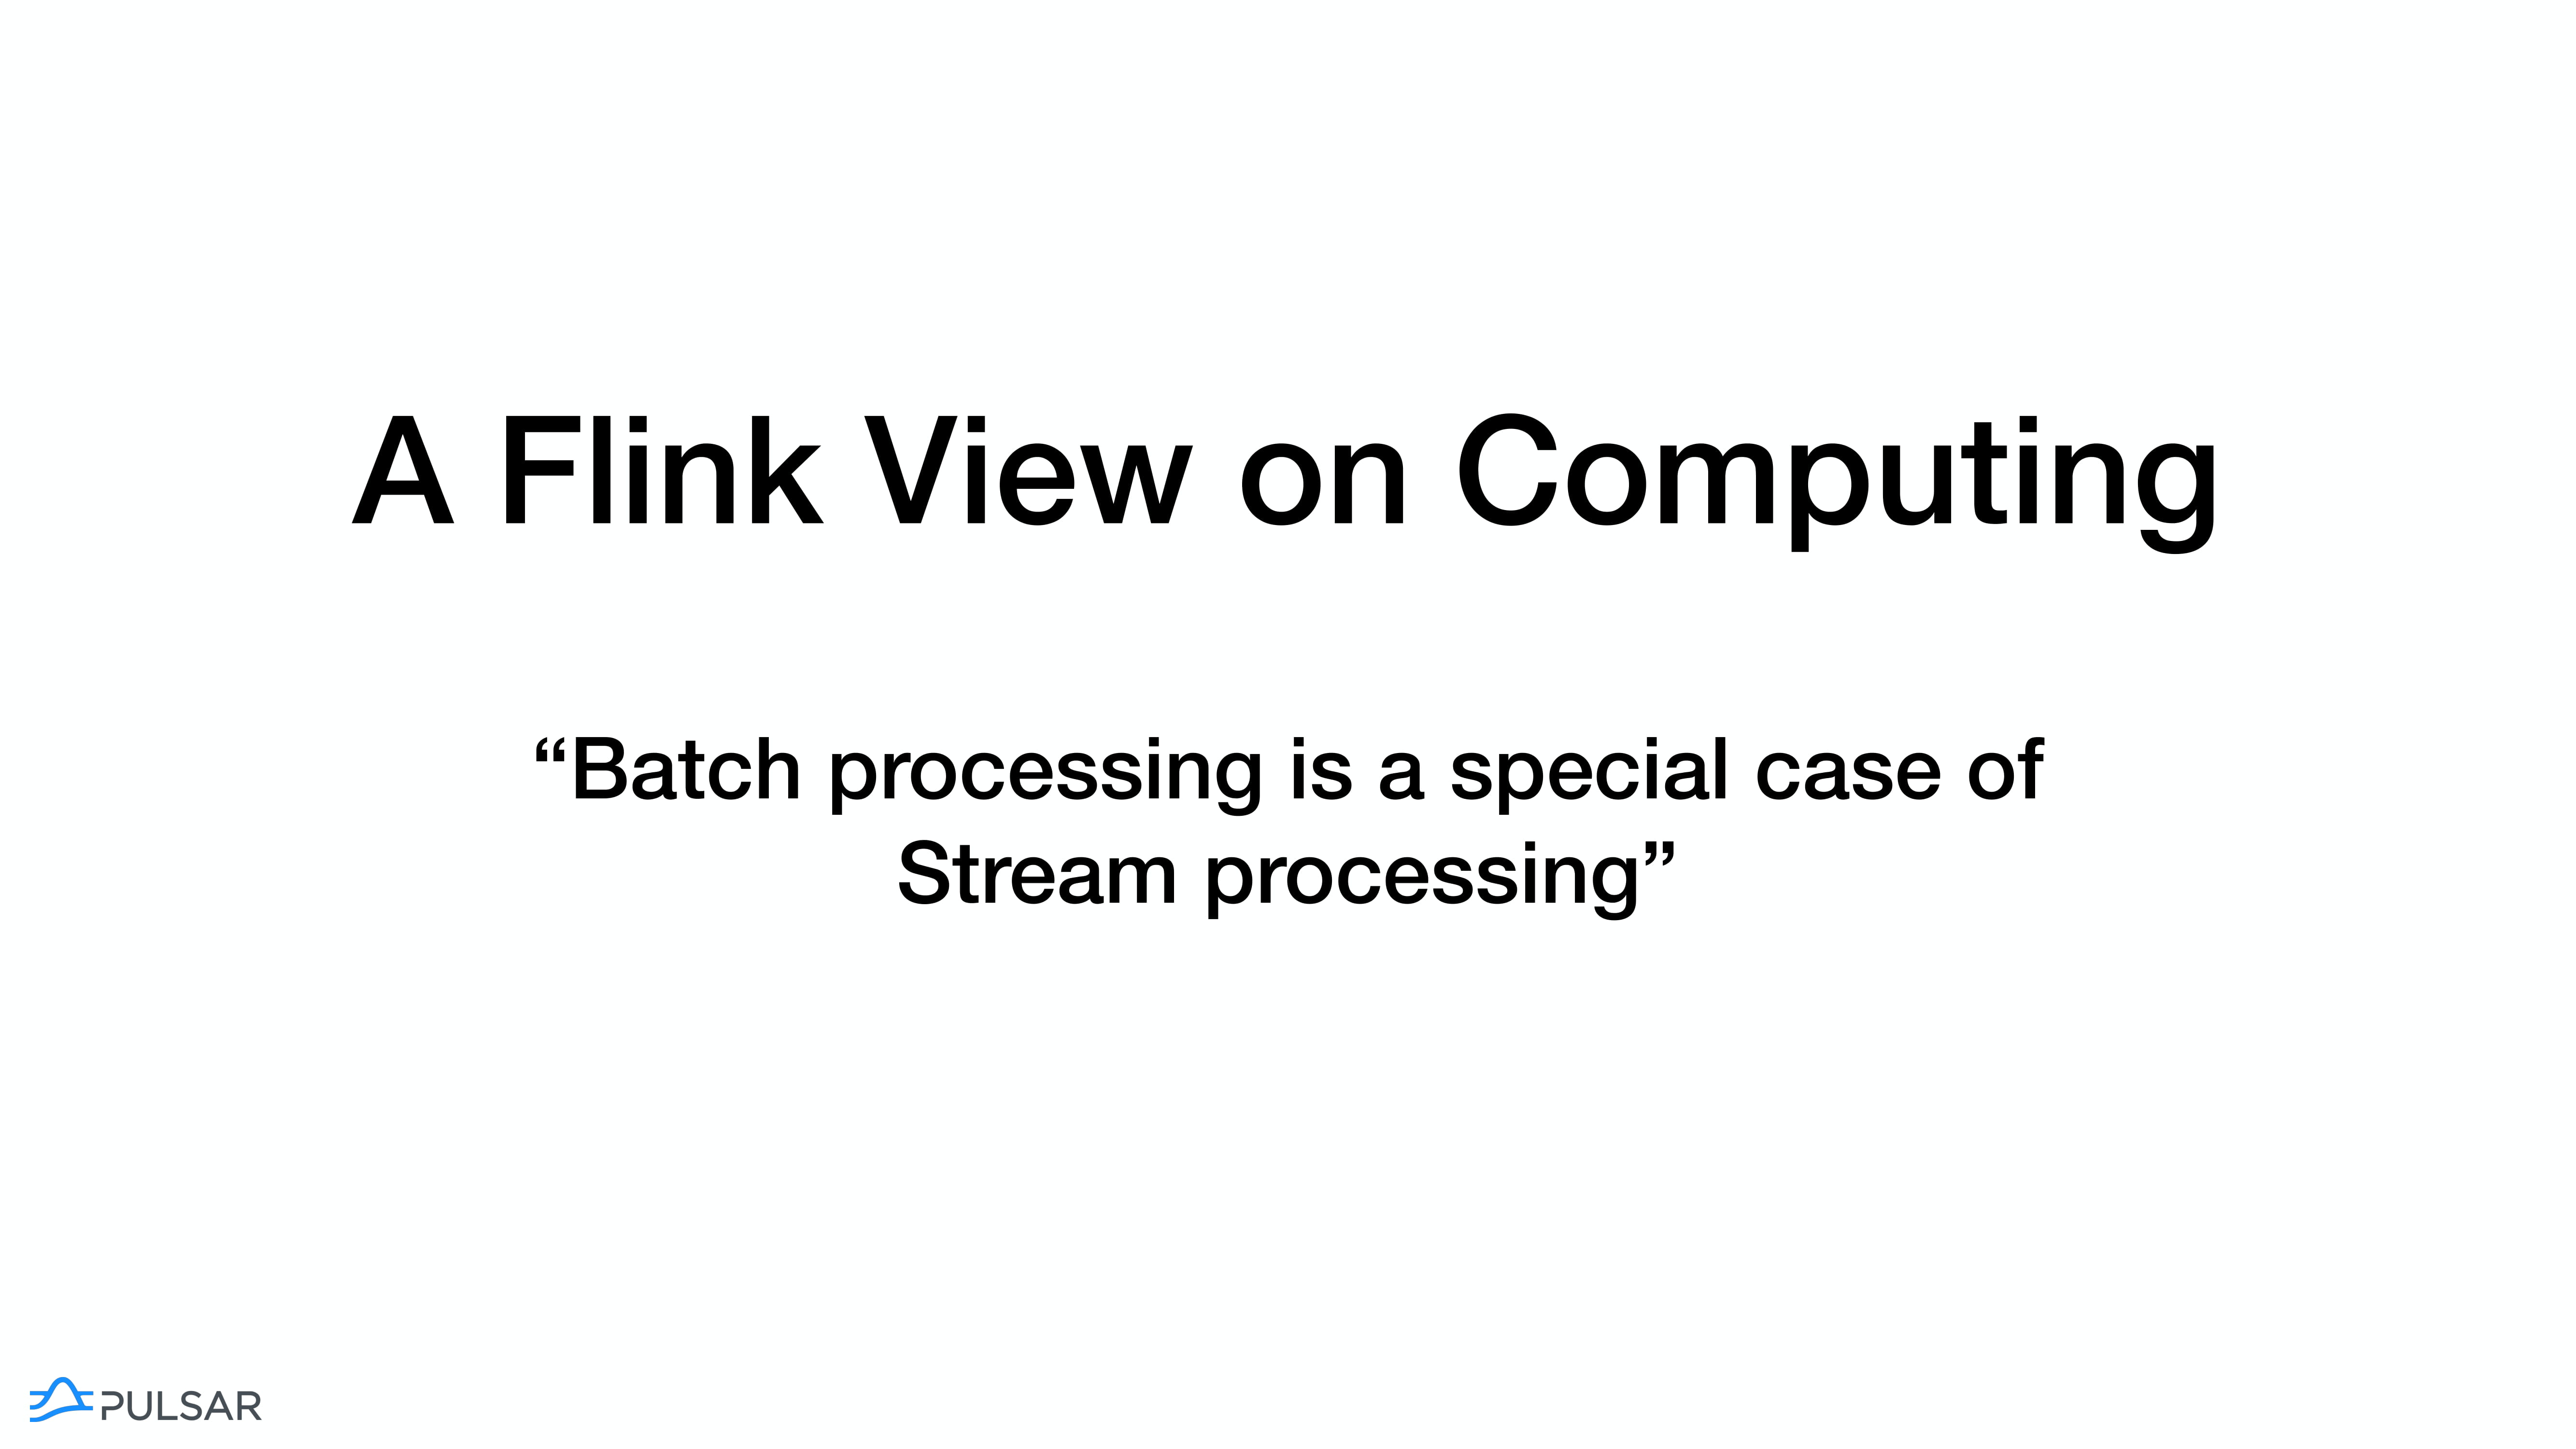 A Flink View on Computing
“Batch processing is a special case of
Stream processing”
PULSAR